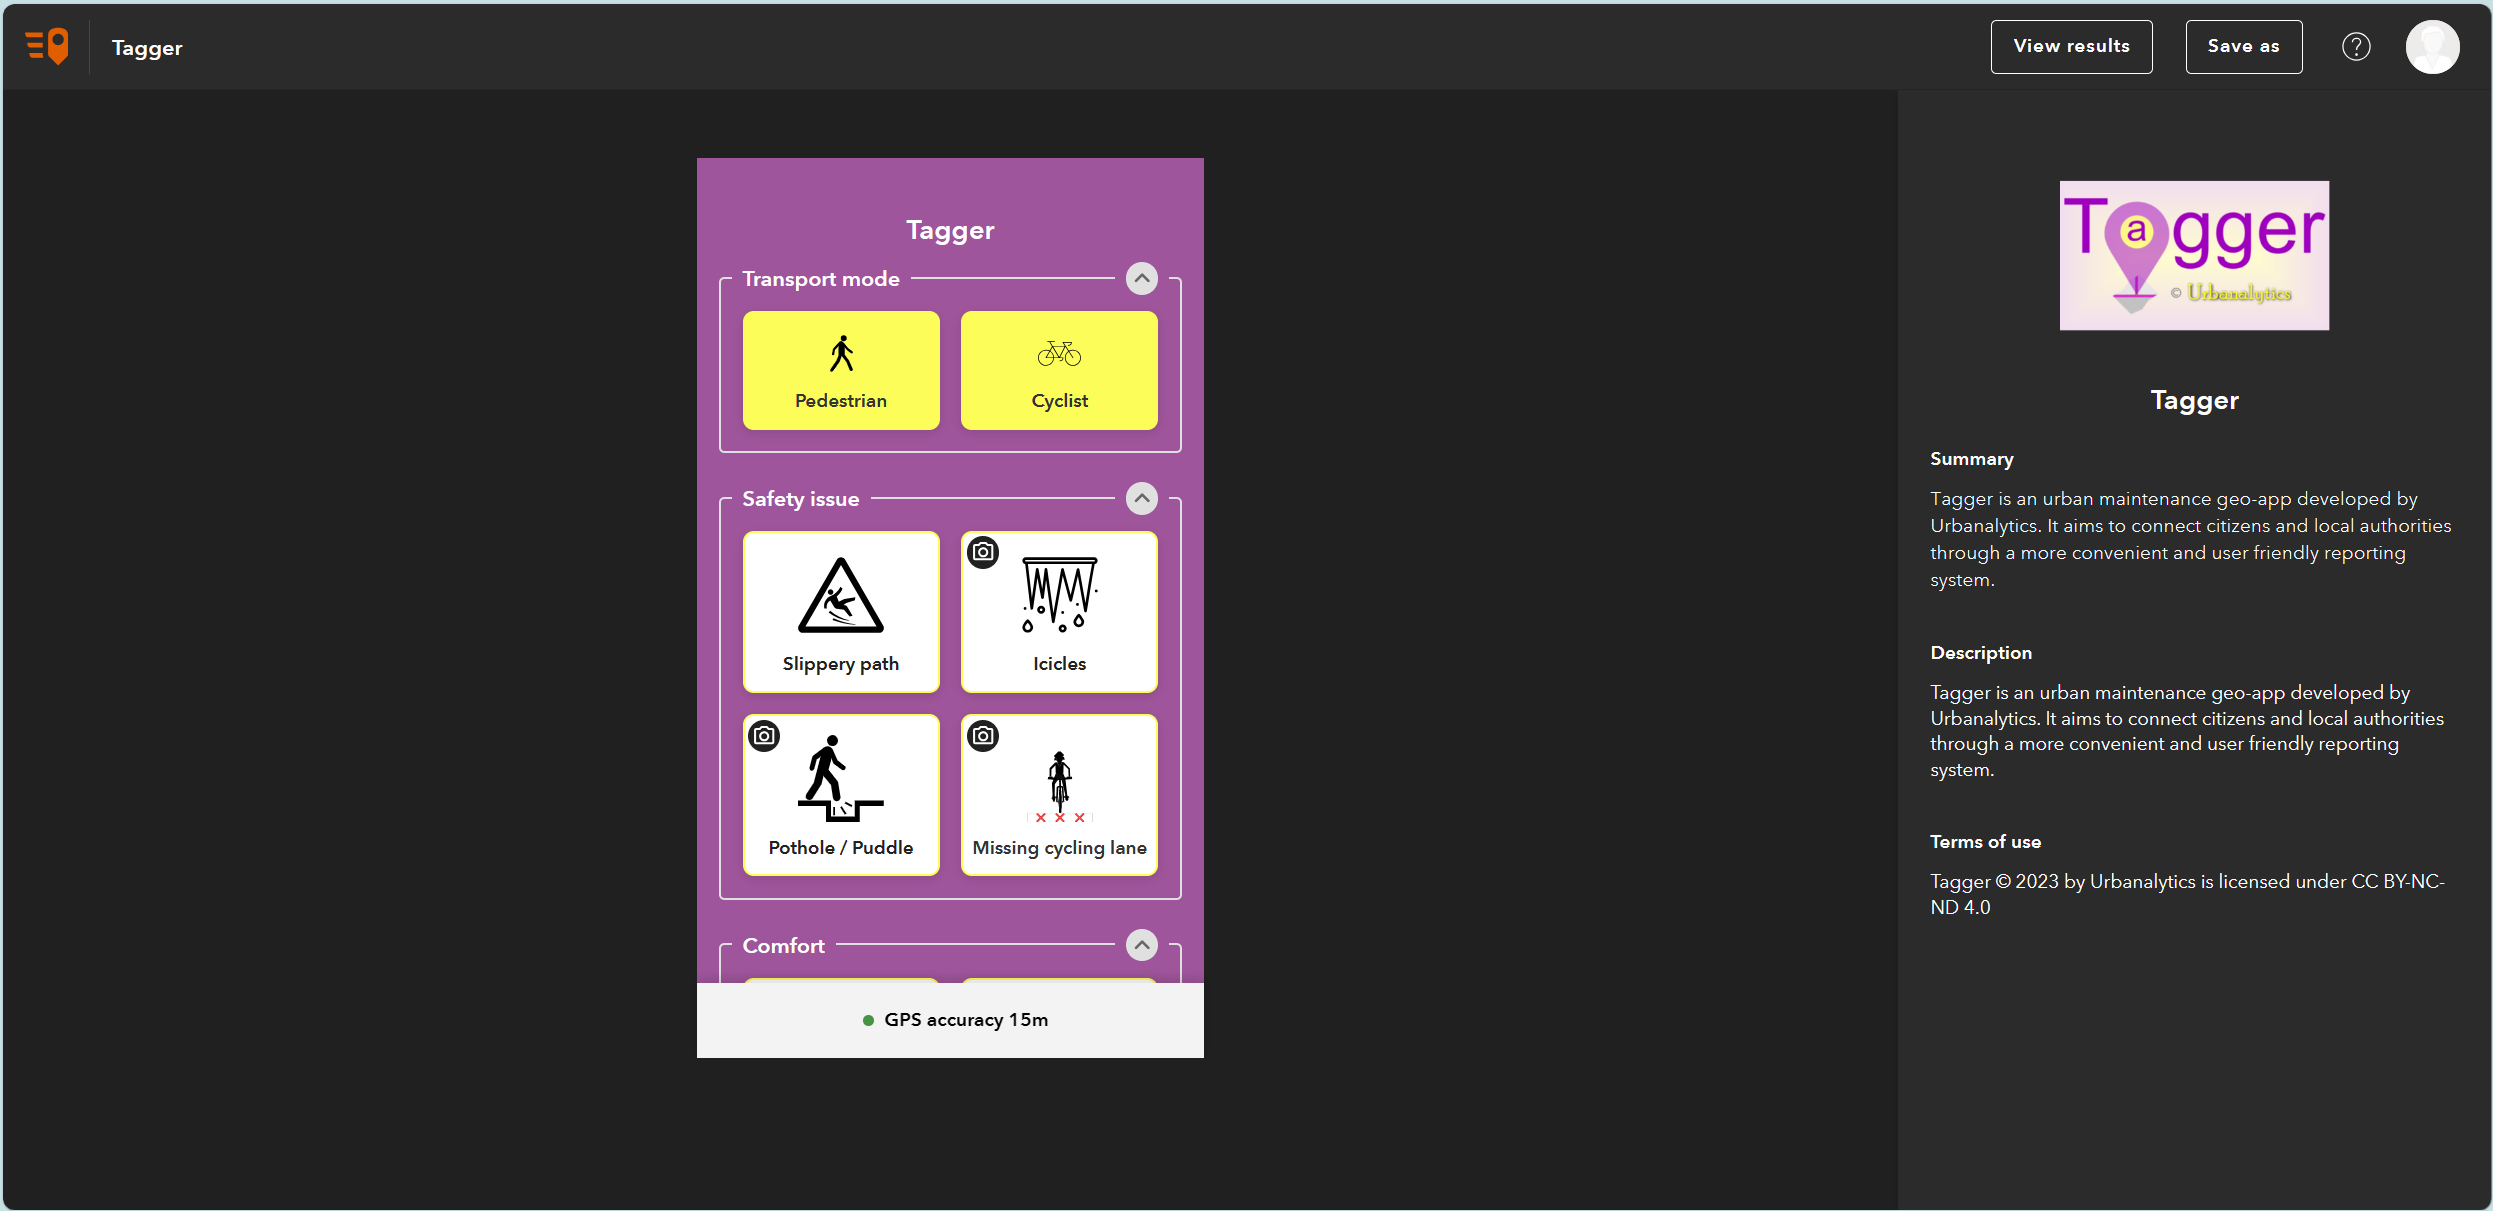 Tagger
View results
Save as
?
Tagger
Transport mode
Pedestrian
Cyclist
Safety issue
Slippery path
Icicles
Pothole / Puddle
Missing cycling lane
Comfort
GPS accuracy 15m
Tagger
© Urbanalytics
Tagger
Summary
Tagger is an urban maintenance geo-app developed by
Urbanalytics. It aims to connect citizens and local authorities
through a more convenient and user friendly reporting
system.
Description
Tagger is an urban maintenance geo-app developed by
Urbanalytics. It aims to connect citizens and local authorities
through a more convenient and user friendly reporting
system.
Terms of use
Tagger © 2023 by Urbanalytics is licensed under CC BY-NC-
ND 4.0